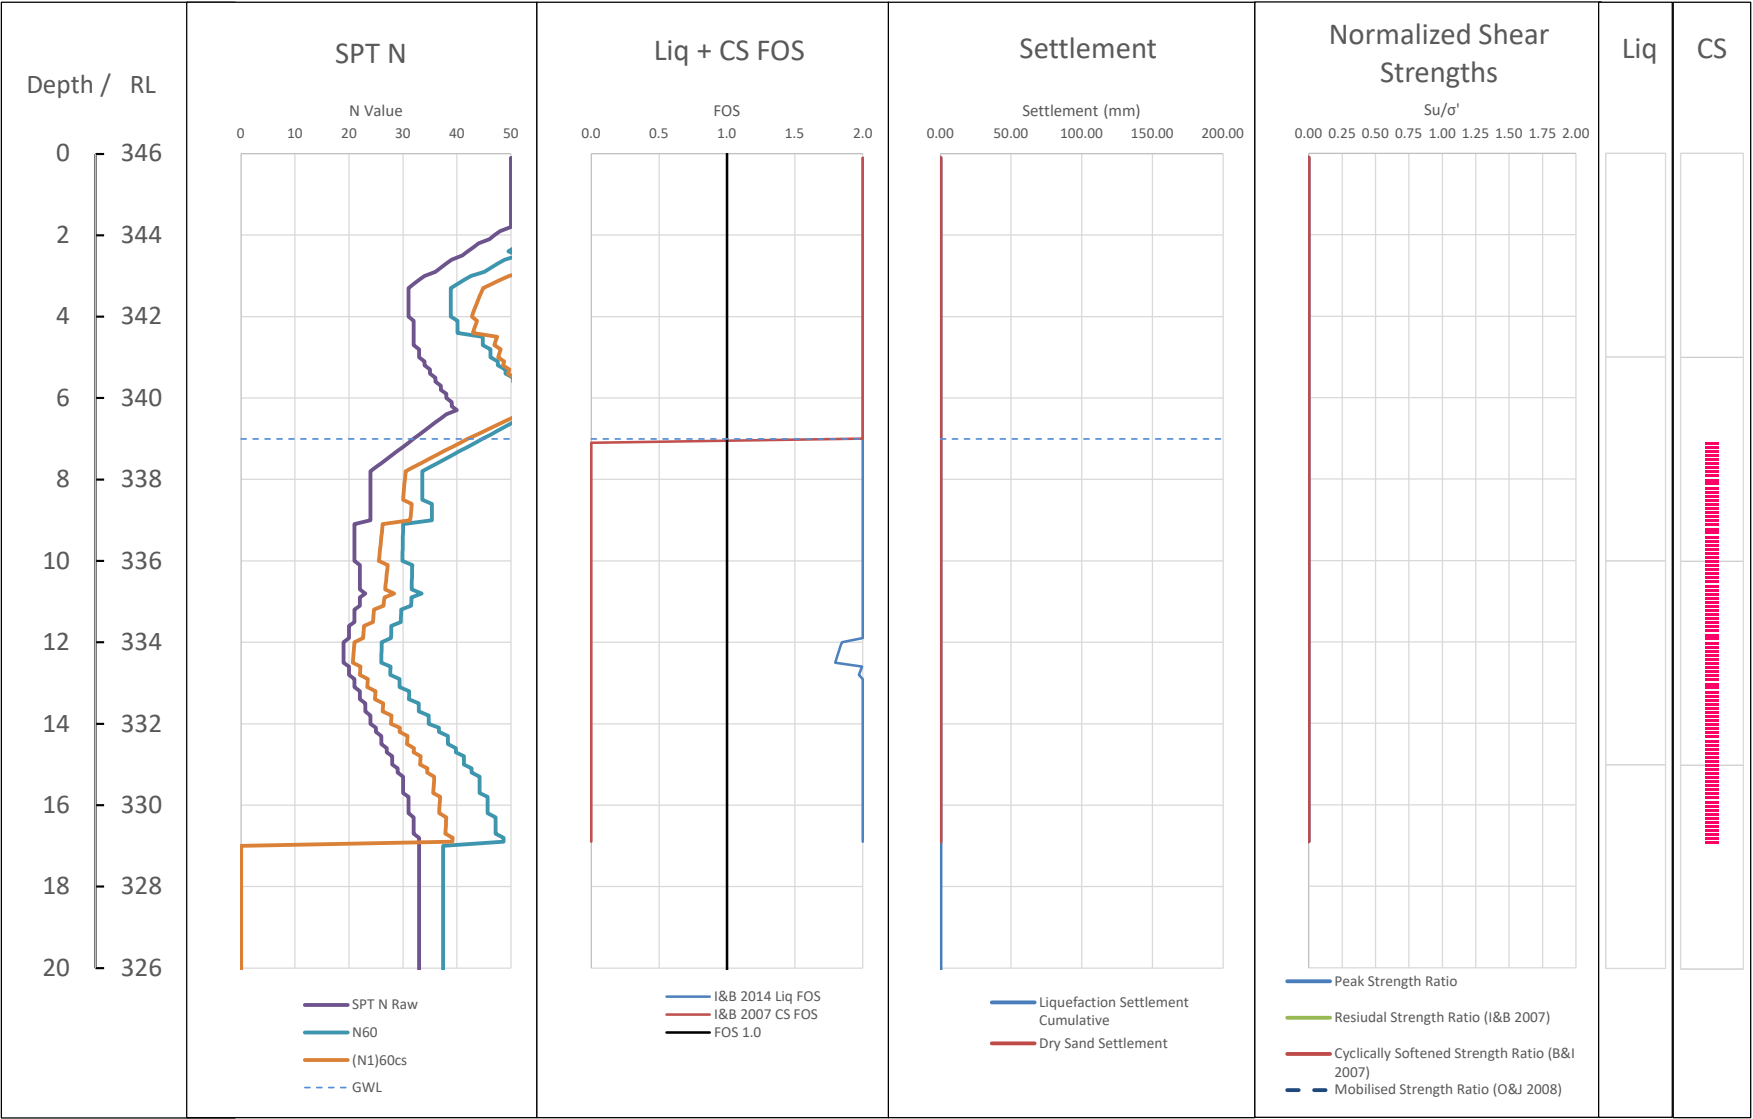 Depth / RL
SPT N
N Value
0 10 20 30 40 50
Liq + CS FOS
FOS
0.0 0.5 1.0 1.5 2.0
Settlement
Settlement (mm)
0.00 50.00 100.00 150.00 200.00
Normalized Shear
Strengths
Su/σ'
0.00 0.25 0.50 0.75 1.00 1.25 1.50 1.75 2.00
Liq
CS
0 346
2 344
4 342
6 340
8 338
10 336
12 334
14 332
16 330
18 328
20 326
SPT N Raw
N60
(N1)60cs
GWL
I&B 2014 Liq FOS
I&B 2007 CS FOS
FOS 1.0
Liquefaction Settlement
Cumulative
Dry Sand Settlement
Peak Strength Ratio
Resiudal Strength Ratio (I&B 2007)
Cyclically Softened Strength Ratio (B&I
2007)
Mobilised Strength Ratio (O&J 2008)